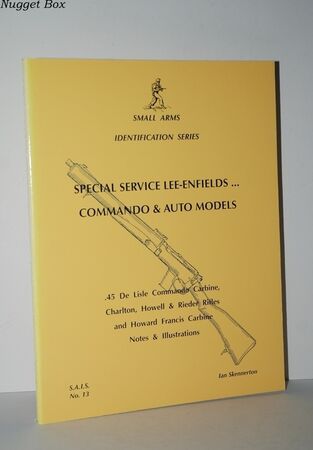 Nugget Box
SMALL ARMS
IDENTIFICATION SERIES
SPECIAL SERVICE LEE-ENFIELDS ...
COMMANDO & AUTO MODELS
.45 De Lisle Commando Carbine,
Charlton, Howell & Rieder Rifles
and Howard Francis Carbine
Notes & Illustrations
Ian Skennerton
S.A.I.S.
No. 13